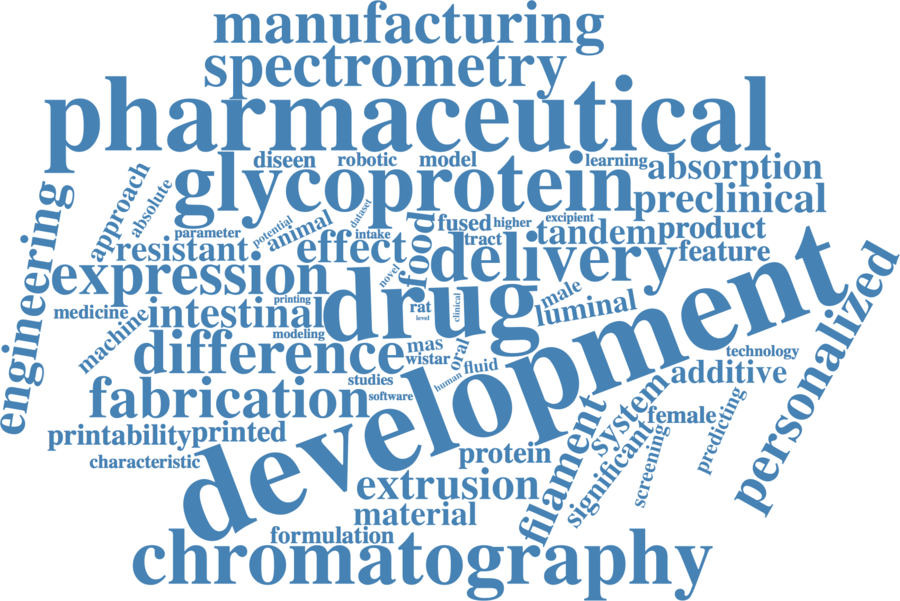 manufacturing
spectrometry
pharmaceutical
diseen robotic model learning
glycoprotein absorption
preclinical
engineering
approach
absolute
parameter
potential
animal
dataset
intake
food
fused higher excipient
tract tandem product
resistant effect delivery feature
expression
novel
drug
rat
level
clinical
male
luminal
development
personalized
medicine
machine
intestinal
printing
modeling
difference
mas
wistar
oral
human
fluid
studies
software
technology
additive
fabrication
system
female
predicting
printability printed
characteristic
protein
filament
significant
screening
extrusion
material
formulation
chromatography